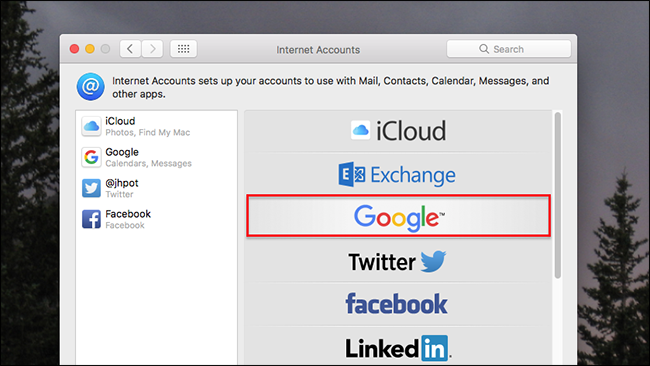 Internet Accounts
Search
Internet Accounts sets up your accounts to use with Mail, Contacts, Calendar, Messages, and
other apps.
iCloud
Photos, Find My Mac
Google
Calendars, Messages
@jhpot
Twitter
Facebook
Facebook
iCloud
Exchange
Google™
Twitter
facebook
LinkedIn